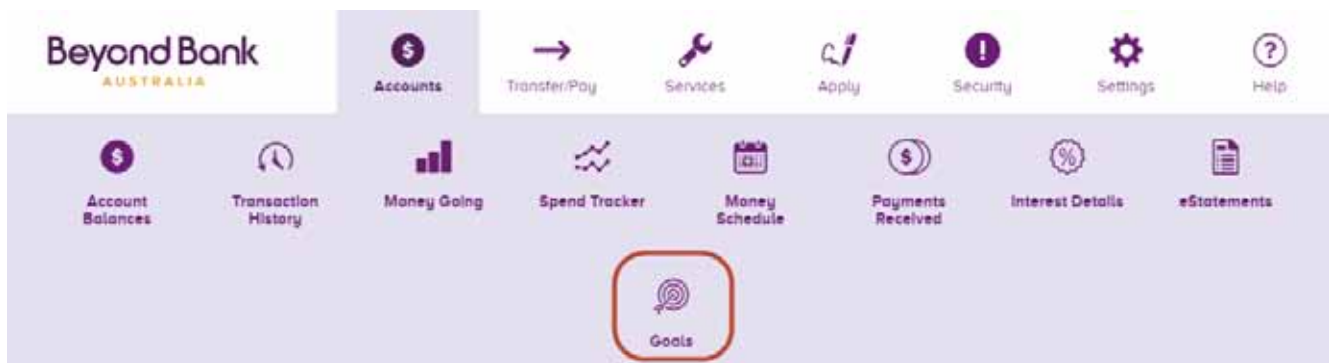 Beyond Bank
AUSTRALIA
Accounts
Transfer/Pay
Services
Apply
Security
Settings
Help
Account
Balances
Transaction
History
Money Going
Spend Tracker
Money
Schedule
Payments
Received
Interest Details
eStatements
Goals